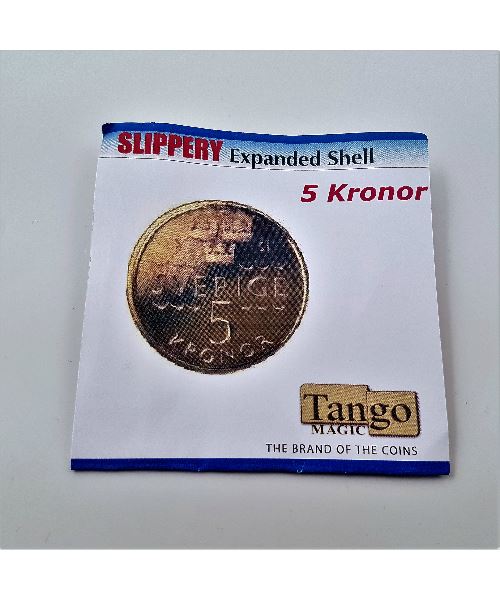 SLIPPERY Expanded Shell
5 Kronor
SVERIGE
5
KRONOR
Tango
MAGIC
THE BRAND OF THE COINS